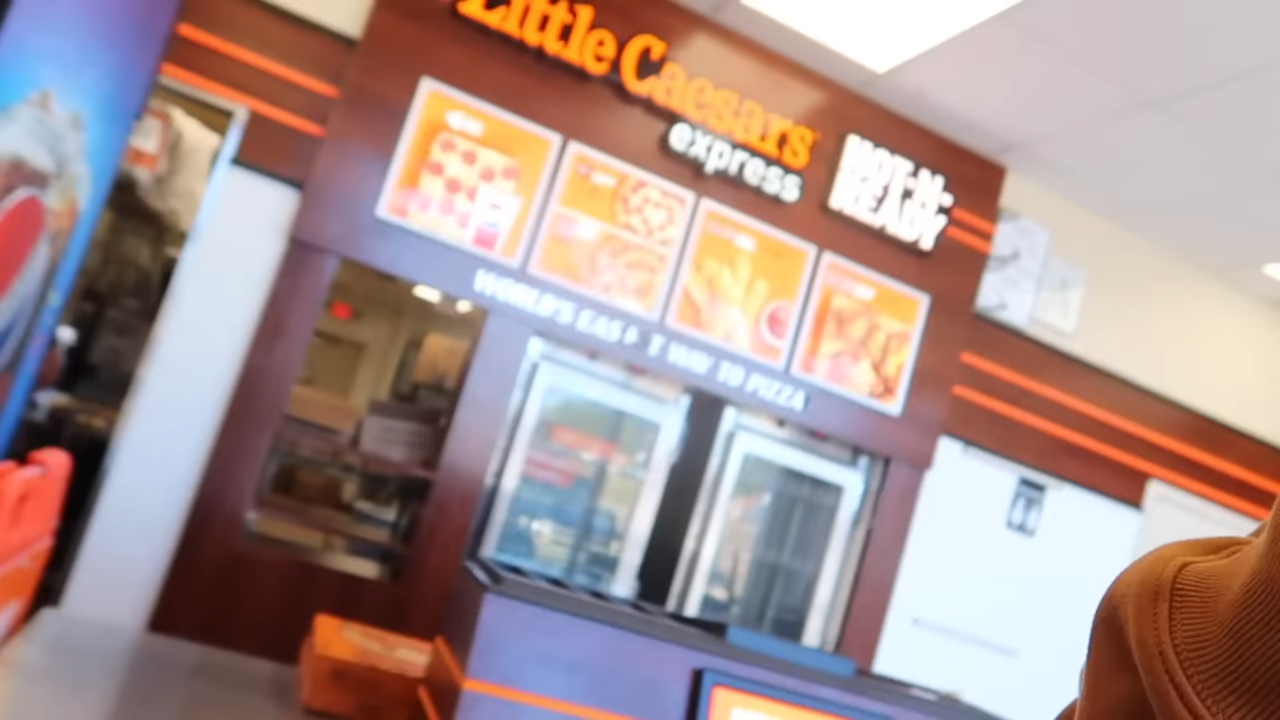 Little Caesars
express
HOT-N-
READY
WORLD'S EAS T WAY TO PIZZA